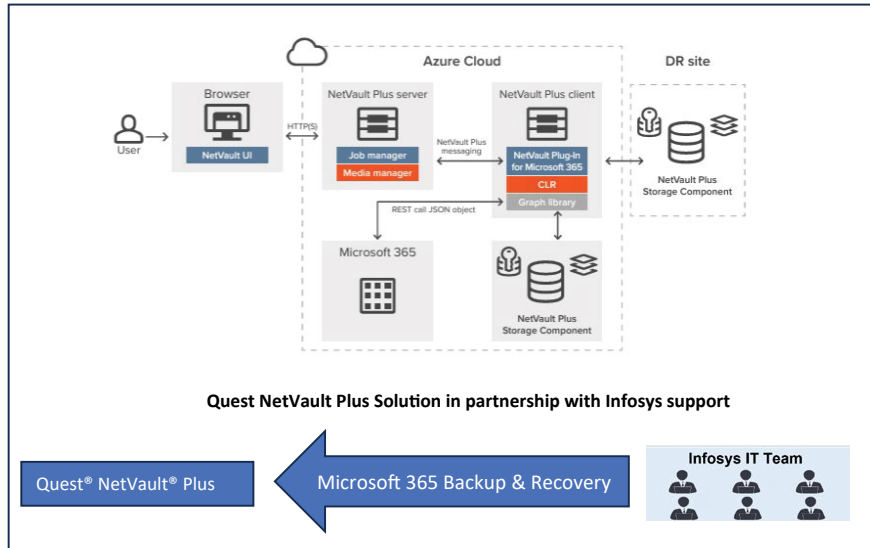 Azure Cloud
DR site
Browser
NetVault Plus server
NetVault Plus client
User
HTTP(S)
NetVault UI
Job manager
Media manager
NetVault Plus
messaging
NetVault Plug-In
for Microsoft 365
CLR
Graph library
NetVault Plus
Storage Component
REST call JSON object
Microsoft 365
NetVault Plus
Storage Component
Quest NetVault Plus Solution in partnership with Infosys support
Quest® NetVault® Plus
Microsoft 365 Backup & Recovery
Infosys IT Team